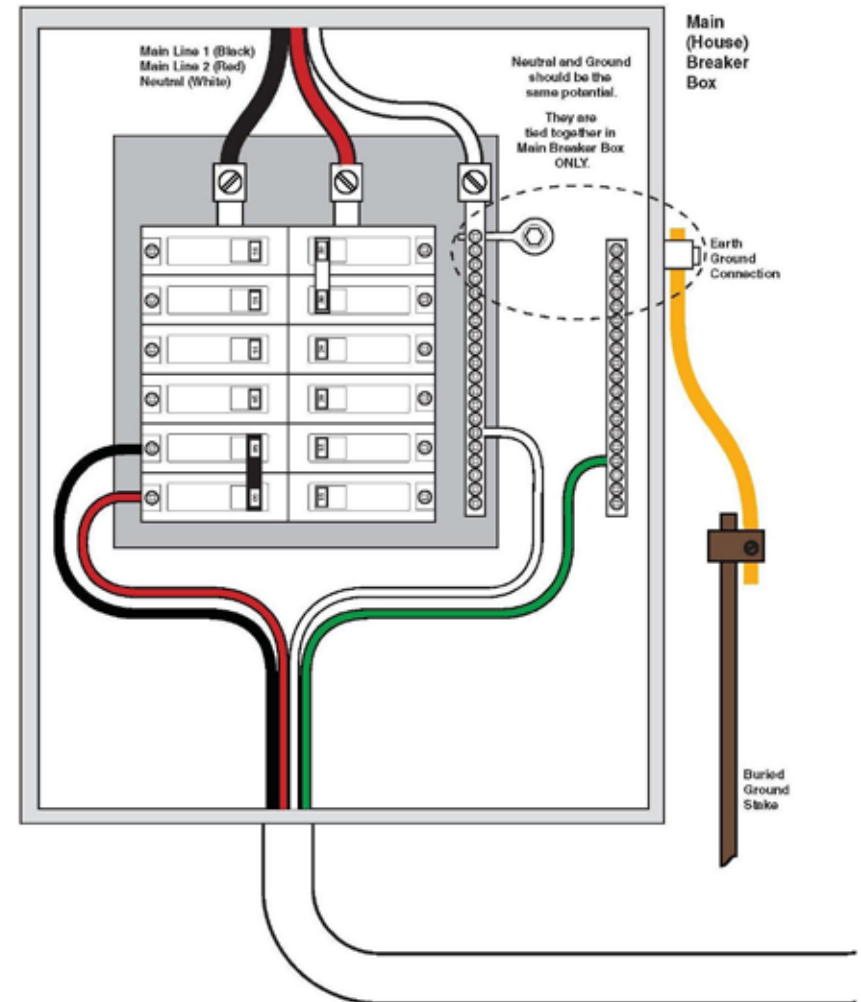 Main Line 1 (Black)
Main Line 2 (Red)
Neutral (White)
Neutral and Ground
should be the
same potential.
They are
tied together in
Main Breaker Box
ONLY.
Main
(House)
Breaker
Box
Earth
Ground
Connection
Buried
Ground
Stake